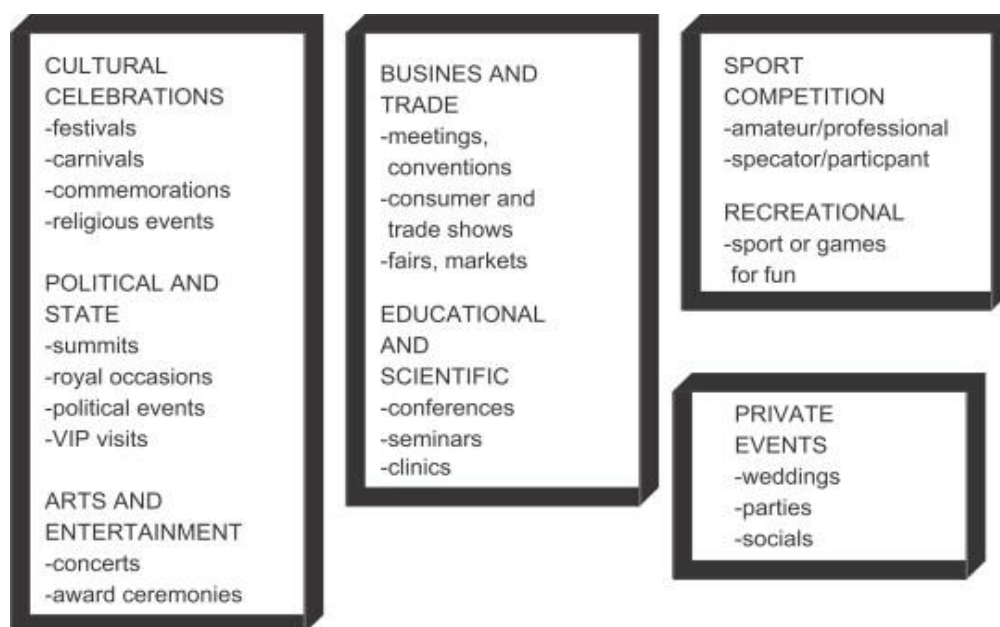 CULTURAL
CELEBRATIONS
-festivals
-carnivals
-commemorations
-religious events
POLITICAL AND
STATE
-summits
-royal occasions
-political events
-VIP visits
ARTS AND
ENTERTAINMENT
-concerts
-award ceremonies
BUSINES AND
TRADE
-meetings,
conventions
-consumer and
trade shows
-fairs, markets
EDUCATIONAL
AND
SCIENTIFIC
-conferences
-seminars
-clinics
SPORT
COMPETITION
-amateur/professional
-specator/particpant
RECREATIONAL
-sport or games
for fun
PRIVATE
EVENTS
-weddings
-parties
-socials